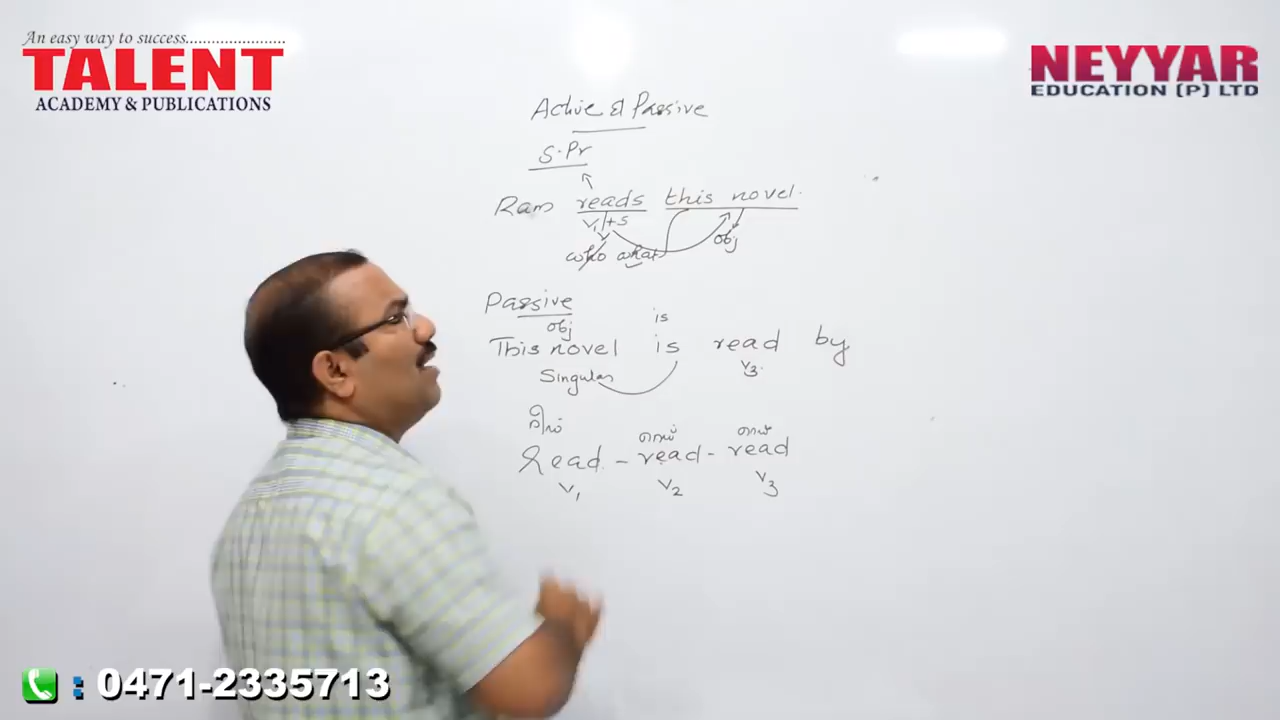 An easy way to success.......................
TALENT
ACADEMY & PUBLICATIONS
NEYYAR
EDUCATION (P) LTD
Active & Passive
S.Pr
Ram reads this novel.
V1+S
who what
obj
Passive
obj
is
This novel is read by
V3
Singular
റീഡ് റെഡ് റെഡ്
Read - read - read
V1 V2 V3
: 0471-2335713